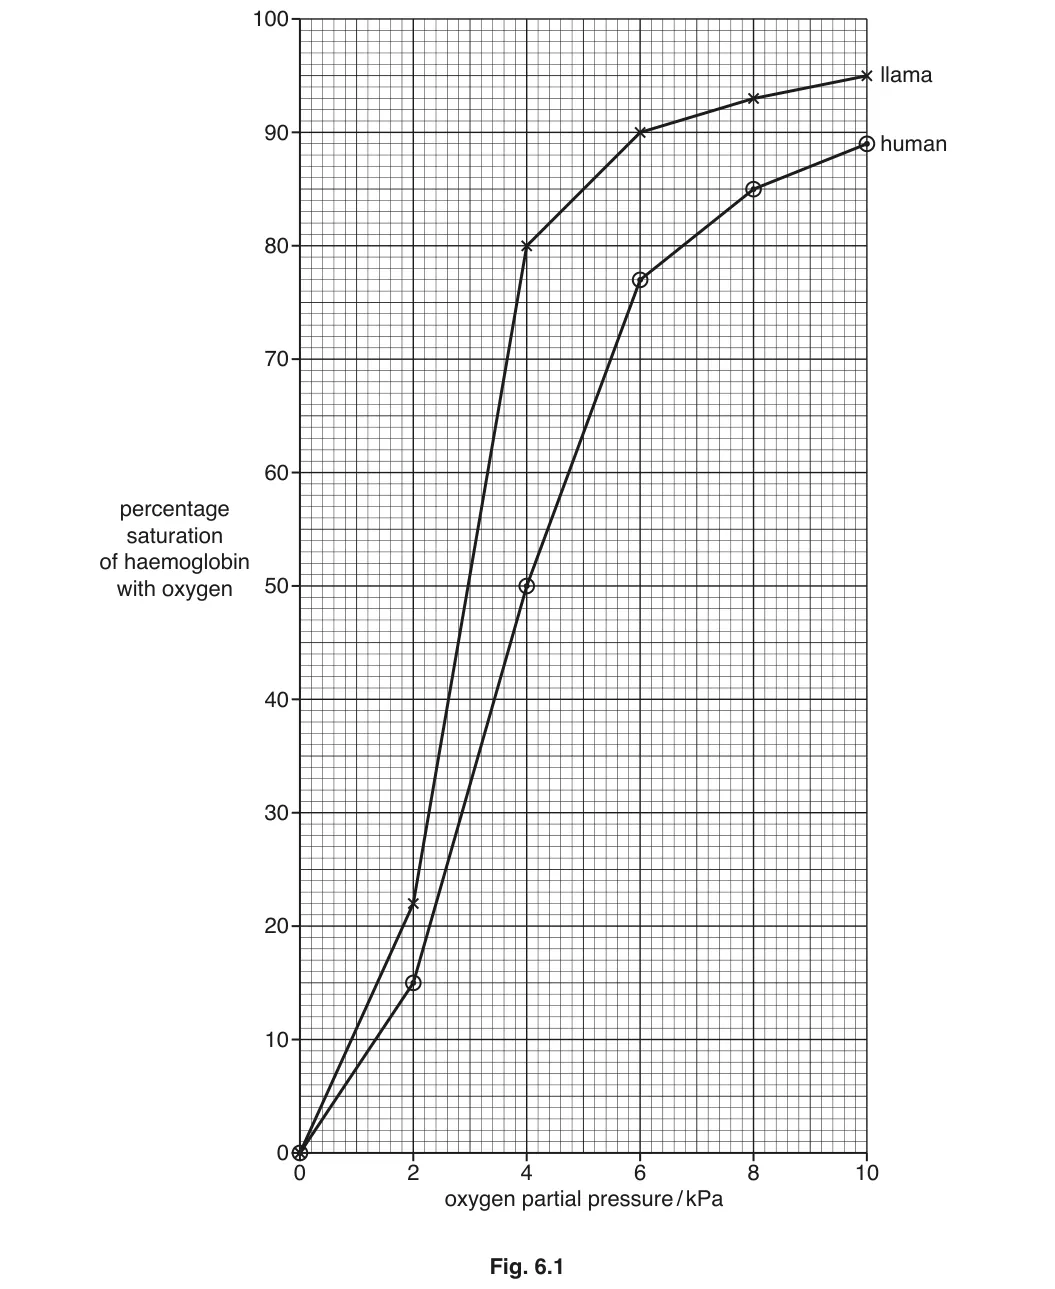 100
llama
90
human
80
70
60
percentage
saturation
of haemoglobin
with oxygen
50
40
30
20
10
0
0 2 4 6 8 10
oxygen partial pressure / kPa
Fig. 6.1